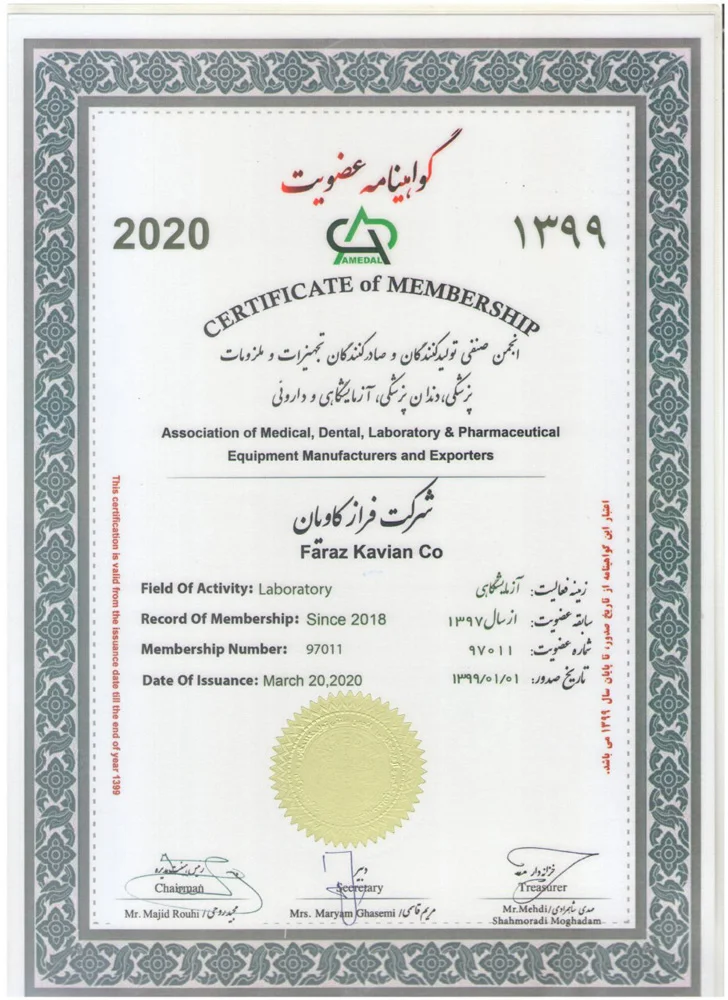 گواهینامه عضویت
2020
۱۳۹۹
AMEDAL
CERTIFICATE of MEMBERSHIP
انجمن صنفی تولیدکنندگان و صادرکنندگان تجهیزات و ملزومات
پزشکی، دندان پزشکی، آزمایشگاهی و داروئی
Association of Medical, Dental, Laboratory & Pharmaceutical
Equipment Manufacturers and Exporters
شرکت فراز کاویان
Faraz Kavian Co
Field Of Activity: Laboratory
زمینه فعالیت: آزمایشگاهی
Record Of Membership: Since 2018
سابقه عضویت: از سال ۱۳۹۷
Membership Number: 97011
شماره عضویت: ۹۷۰۱۱
Date Of Issuance: March 20,2020
تاریخ صدور: ۱۳۹۹/۰۱/۰۱
This certification is valid from the issuance date till the end of year 1399
اعتبار این گواهینامه از تاریخ صدور، تا پایان سال ۱۳۹۹ می باشد.
رئیس هیئت مدیره
Chairman
Mr. Majid Rouhi / مجید روحی
دبیر
Secretary
Mrs. Maryam Ghasemi / مریم قاسمی
خزانه دار
Treasurer
Mr.Mehdi/ مهدی شاهمرادی مقدم
Shahmoradi Moghadam